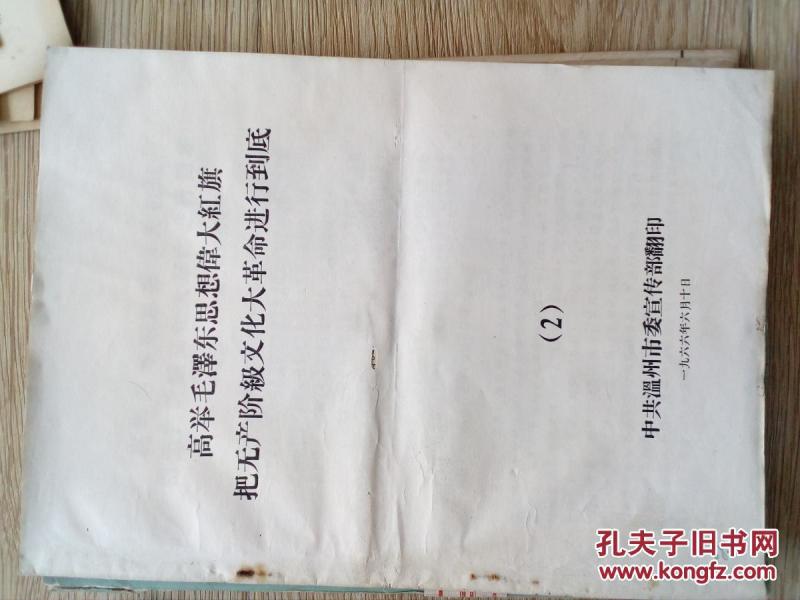 高举毛澤东思想偉大紅旗
把无产阶級文化大革命进行到底
(2)
中共溫州市委宣传部翻印
一九六六年六月十日
孔夫子旧书网
www.kongfz.com